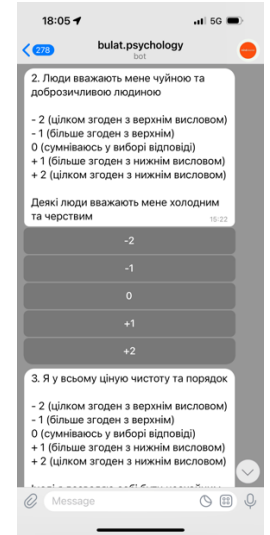 18:05
5G
278
bulat.psychology
bot
2. Люди вважають мене чуйною та
доброзичливою людиною
- 2 (цілком згоден з верхнім висловом)
- 1 (більше згоден з верхнім)
0 (сумніваюсь у виборі відповіді)
+ 1 (більше згоден з нижнім висловом)
+ 2 (цілком згоден з нижнім висловом)
Деякі люди вважають мене холодним
та черствим
15:22
-2
-1
0
+1
+2
3. Я у всьому ціную чистоту та порядок
- 2 (цілком згоден з верхнім висловом)
- 1 (більше згоден з верхнім)
0 (сумніваюсь у виборі відповіді)
+ 1 (більше згоден з нижнім висловом)
+ 2 (цілком згоден з нижнім висловом)
Message